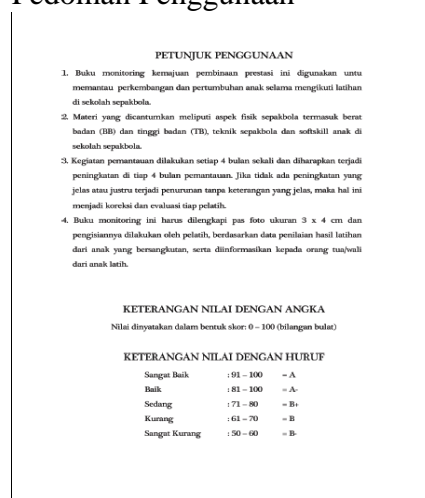 Pedoman Penggunaan
PETUNJUK PENGGUNAAN
1. Buku monitoring kemajuan pembinaan prestasi ini digunakan untu
memantau perkembangan dan pertumbuhan anak selama mengikuti latihan
di sekolah sepakbola.
2. Materi yang dicantumkan meliputi aspek fisik sepakbola termasuk berat
badan (BB) dan tinggi badan (TB), teknik sepakbola dan softskill anak di
sekolah sepakbola.
3. Kegiatan pemantauan dilakukan setiap 4 bulan sekali dan diharapkan terjadi
peningkatan di tiap 4 bulan pemantauan. Jika tidak ada peningkatan yang
jelas atau justru terjadi penurunan tanpa keterangan yang jelas, maka hal ini
menjadi koreksi dan evaluasi tiap pelatih.
4. Buku monitoring ini harus dilengkapi pas foto ukuran 3 x 4 cm dan
pengisiannya dilakukan oleh pelatih, berdasarkan data penilaian hasil latihan
dari anak yang bersangkutan, serta diinformasikan kepada orang tua/wali
dari anak latih.
KETERANGAN NILAI DENGAN ANGKA
Nilai dinyatakan dalam bentuk skor: 0 – 100 (bilangan bulat)
KETERANGAN NILAI DENGAN HURUF
Sangat Baik : 91 – 100 = A
Baik : 81 – 100 = A-
Sedang : 71 – 80 = B+
Kurang : 61 – 70 = B
Sangat Kurang : 50 – 60 = B-